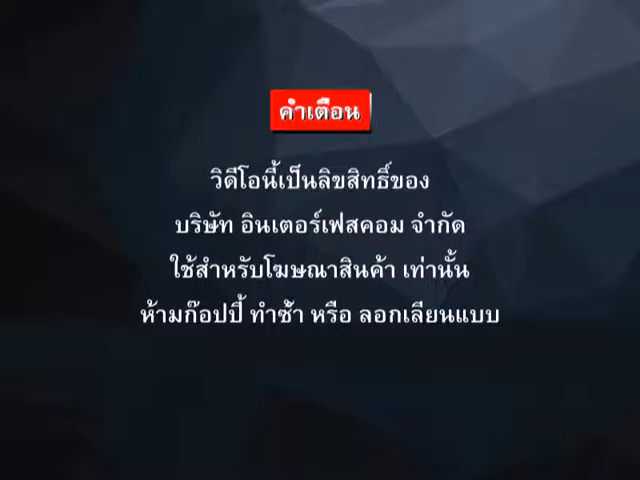 คำเตือน
วิดีโอนี้เป็นลิขสิทธิ์ของ
บริษัท อินเตอร์เฟสคอม จำกัด
ใช้สำหรับโฆษณาสินค้า เท่านั้น
ห้ามก๊อปปี้ ทำซ้ำ หรือ ลอกเลียนแบบ